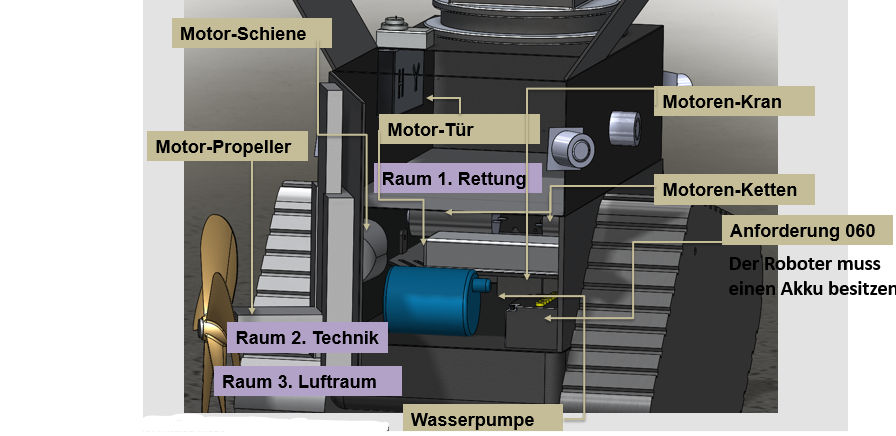 Motor-Schiene
H Y
Motoren-Kran
Motor-Tür
Motor-Propeller
Raum 1. Rettung
Motoren-Ketten
Anforderung 060
Der Roboter muss
einen Akku besitzen
Raum 2. Technik
Raum 3. Luftraum
Wasserpumpe